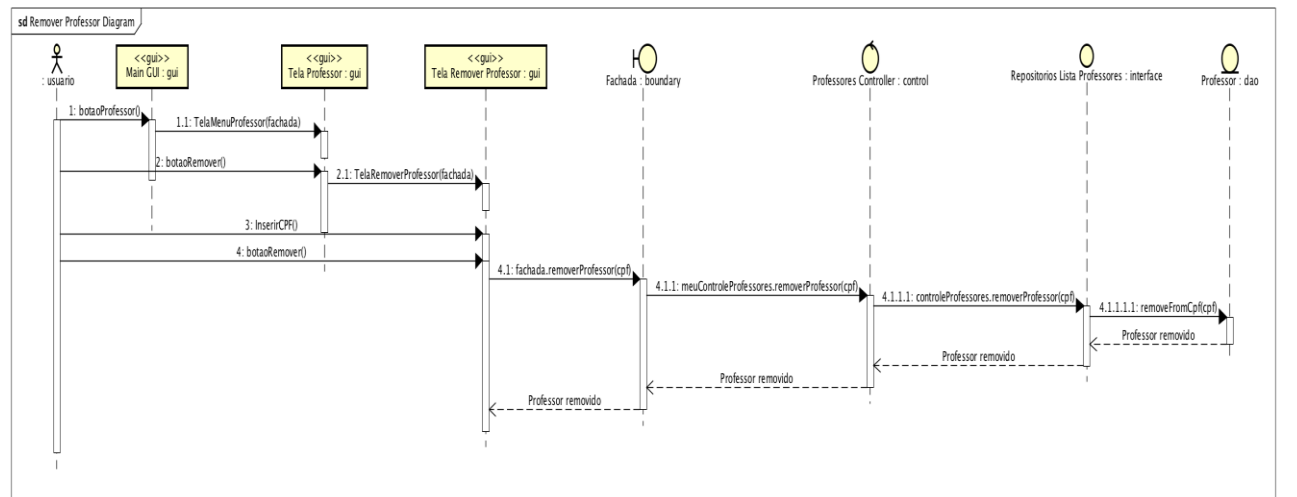 sd Remover Professor Diagram
<<gui>>
Main GUI : gui
<<gui>>
Tela Professor : gui
<<gui>>
Tela Remover Professor : gui
: usuario
Fachada : boundary
Professores Controller : control
Repositorios Lista Professores : interface
Professor : dao
1: botaoProfessor()
1.1: TelaMenuProfessor(fachada)
2: botaoRemover()
2.1: TelaRemoverProfessor(fachada)
3: InserirCPF()
4: botaoRemover()
4.1: fachada.removerProfessor(cpf)
4.1.1: meuControleProfessores.removerProfessor(cpf)
4.1.1.1: controleProfessores.removerProfessor(cpf)
4.1.1.1.1: removeFromCpf(cpf)
Professor removido
Professor removido
Professor removido
Professor removido